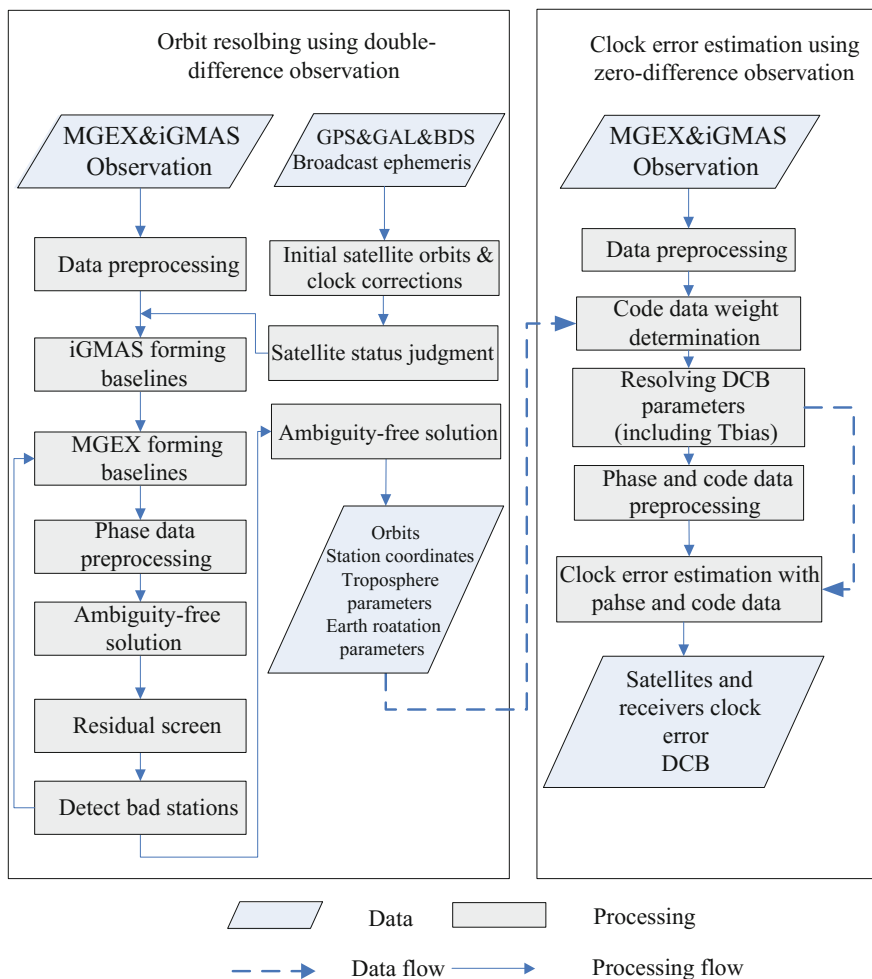 Orbit resolbing using double-
difference observation
MGEX&iGMAS
Observation
GPS&GAL&BDS
Broadcast ephemeris
Data preprocessing
Initial satellite orbits &
clock corrections
iGMAS forming
baselines
Satellite status judgment
MGEX forming
baselines
Ambiguity-free solution
Phase data
preprocessing
Ambiguity-free
solution
Residual screen
Detect bad stations
Orbits
Station coordinates
Troposphere
parameters
Earth roatation
parameters
Clock error estimation using
zero-difference observation
MGEX&iGMAS
Observation
Data preprocessing
Code data weight
determination
Resolving DCB
parameters
(including Tbias)
Phase and code data
preprocessing
Clock error estimation with
pahse and code data
Satellites and
receivers clock
error
DCB
Data
Processing
Data flow
Processing flow